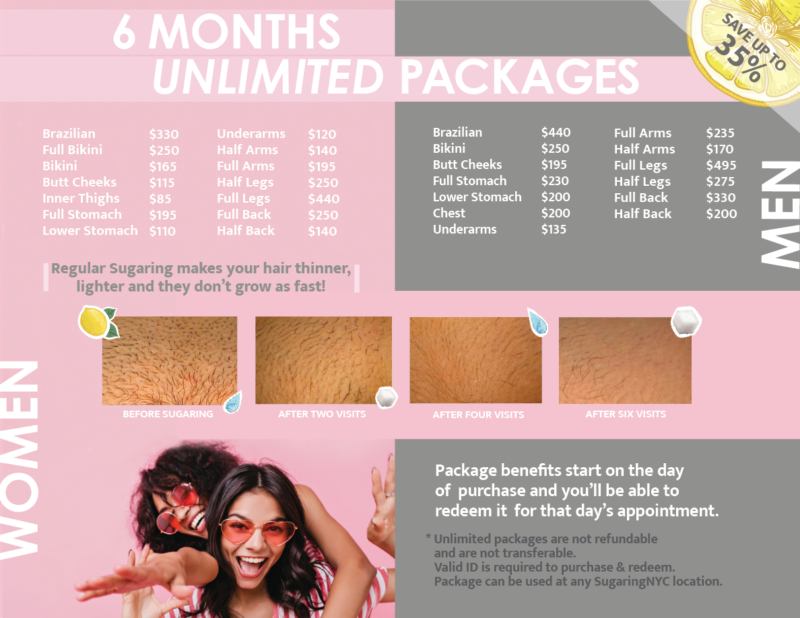 6 MONTHS
UNLIMITED PACKAGES
SAVE UP TO
35%
Brazilian $330
Full Bikini $250
Bikini $165
Butt Cheeks $115
Inner Thighs $85
Full Stomach $195
Lower Stomach $110
Underarms $120
Half Arms $140
Full Arms $195
Half Legs $250
Full Legs $440
Full Back $250
Half Back $140
Brazilian $440
Bikini $250
Butt Cheeks $195
Full Stomach $230
Lower Stomach $200
Chest $200
Underarms $135
Full Arms $235
Half Arms $170
Full Legs $495
Half Legs $275
Full Back $330
Half Back $200
MEN
Regular Sugaring makes your hair thinner,
lighter and they don't grow as fast!
WOMEN
BEFORE SUGARING
AFTER TWO VISITS
AFTER FOUR VISITS
AFTER SIX VISITS
Package benefits start on the day
of purchase and you'll be able to
redeem it for that day's appointment.
* Unlimited packages are not refundable
and are not transferable.
Valid ID is required to purchase & redeem.
Package can be used at any SugaringNYC location.